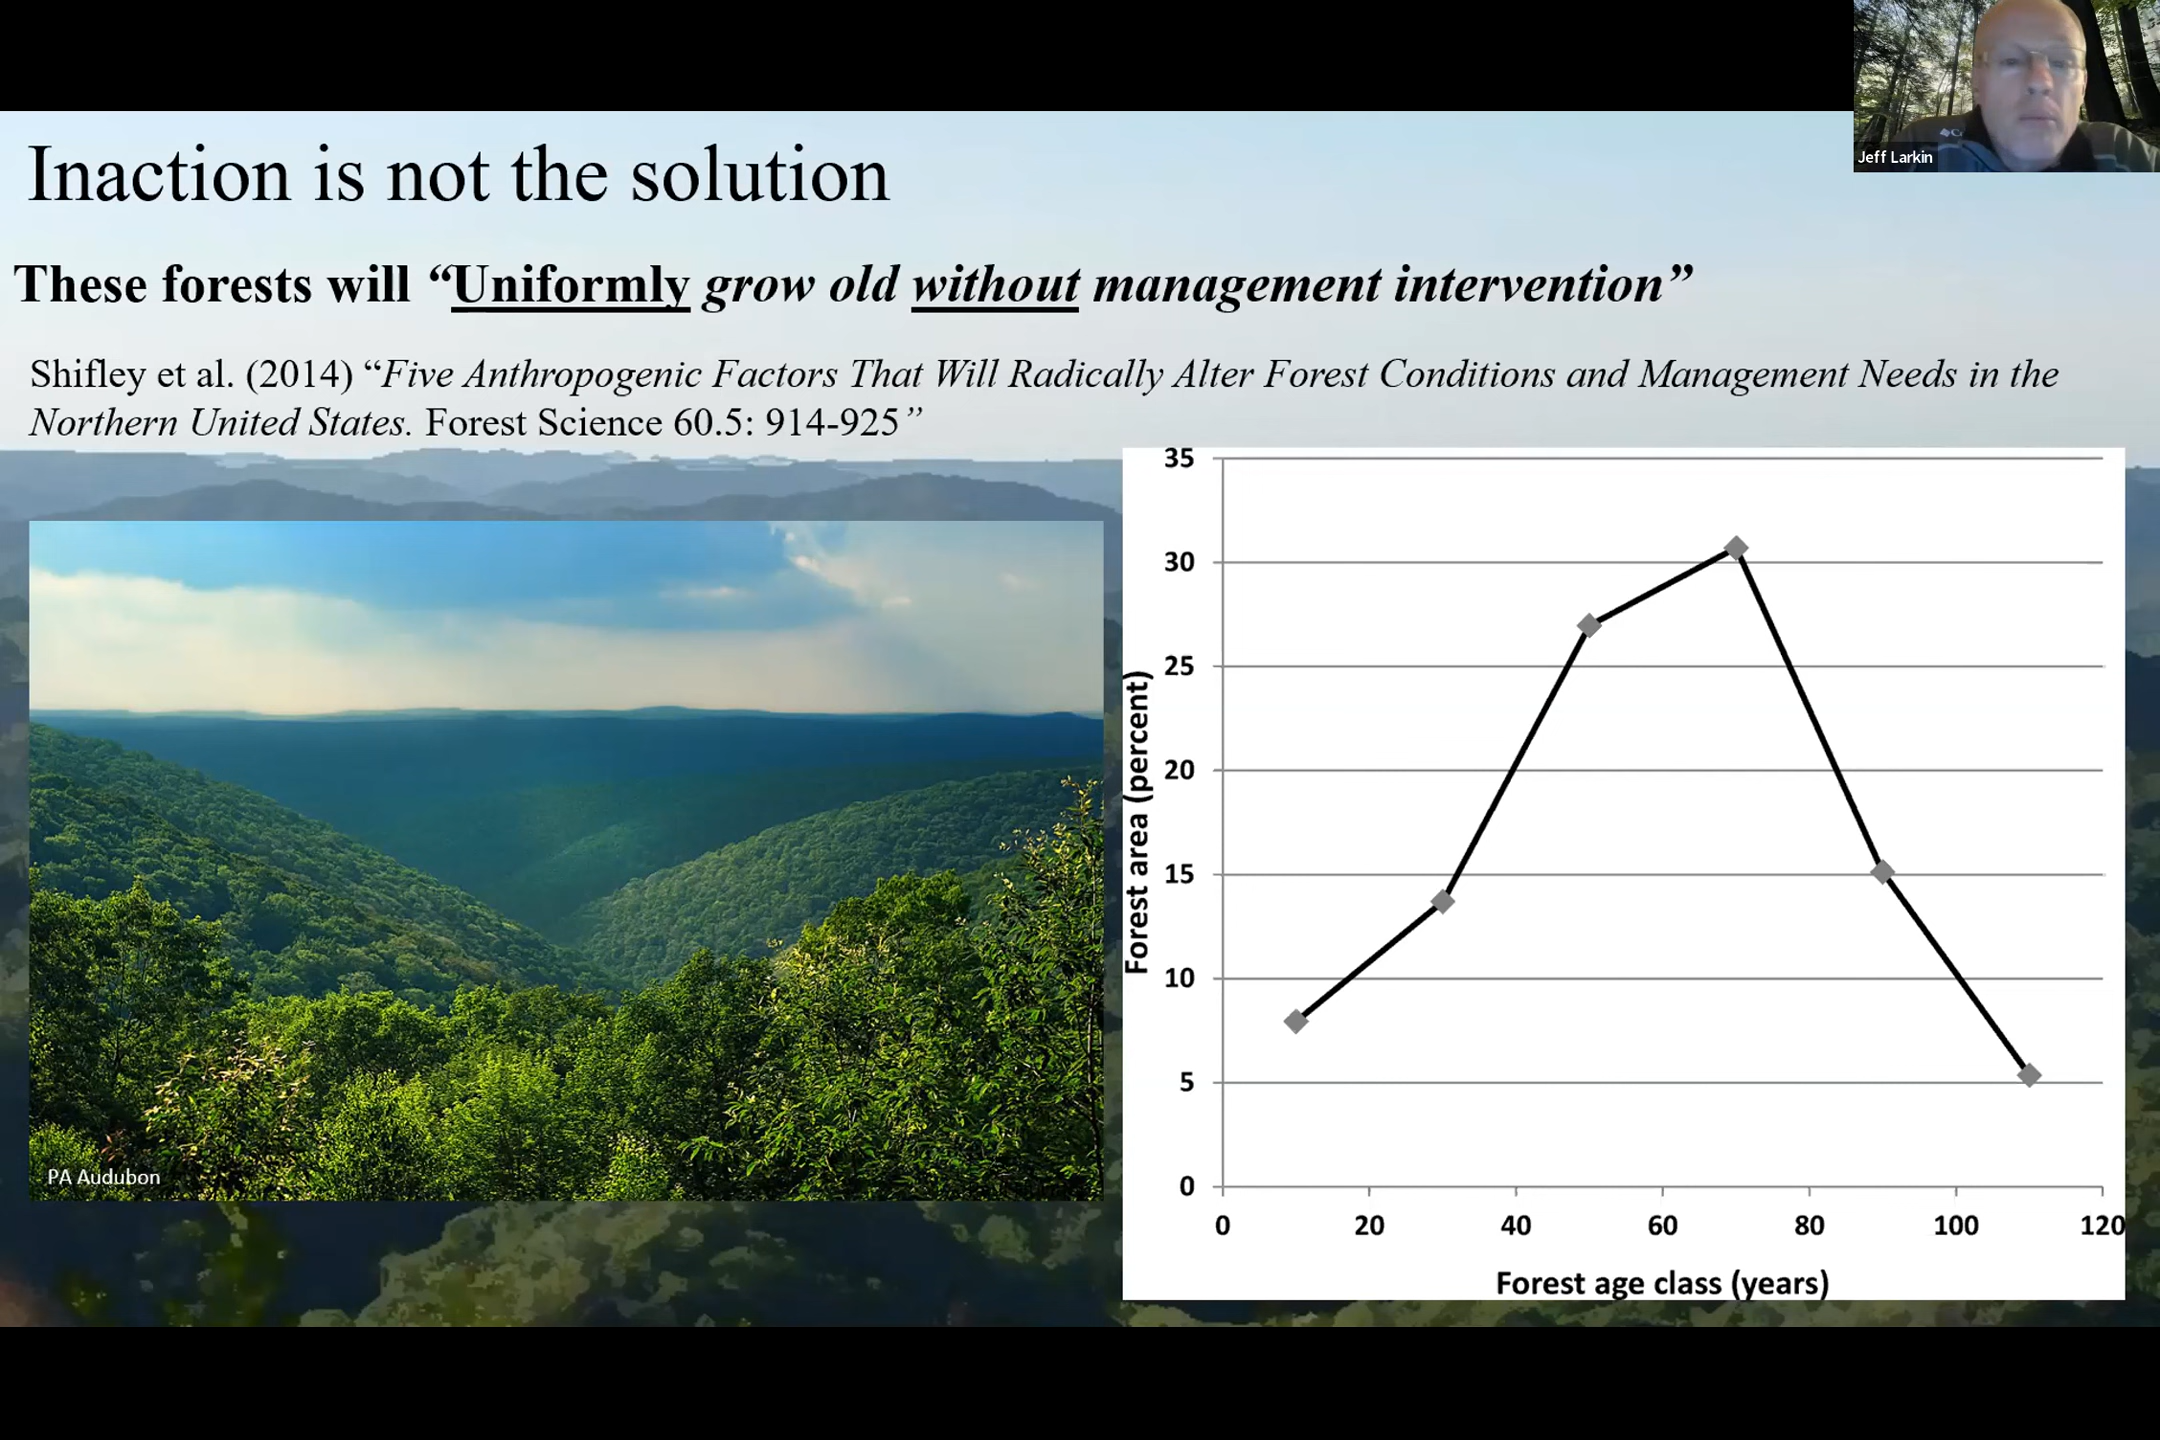 Jeff Larkin
Inaction is not the solution
These forests will “Uniformly grow old without management intervention”
Shifley et al. (2014) “Five Anthropogenic Factors That Will Radically Alter Forest Conditions and Management Needs in the
Northern United States. Forest Science 60.5: 914-925”
PA Audubon
Forest area (percent)
35
30
25
20
15
10
5
0
0 20 40 60 80 100 120
Forest age class (years)